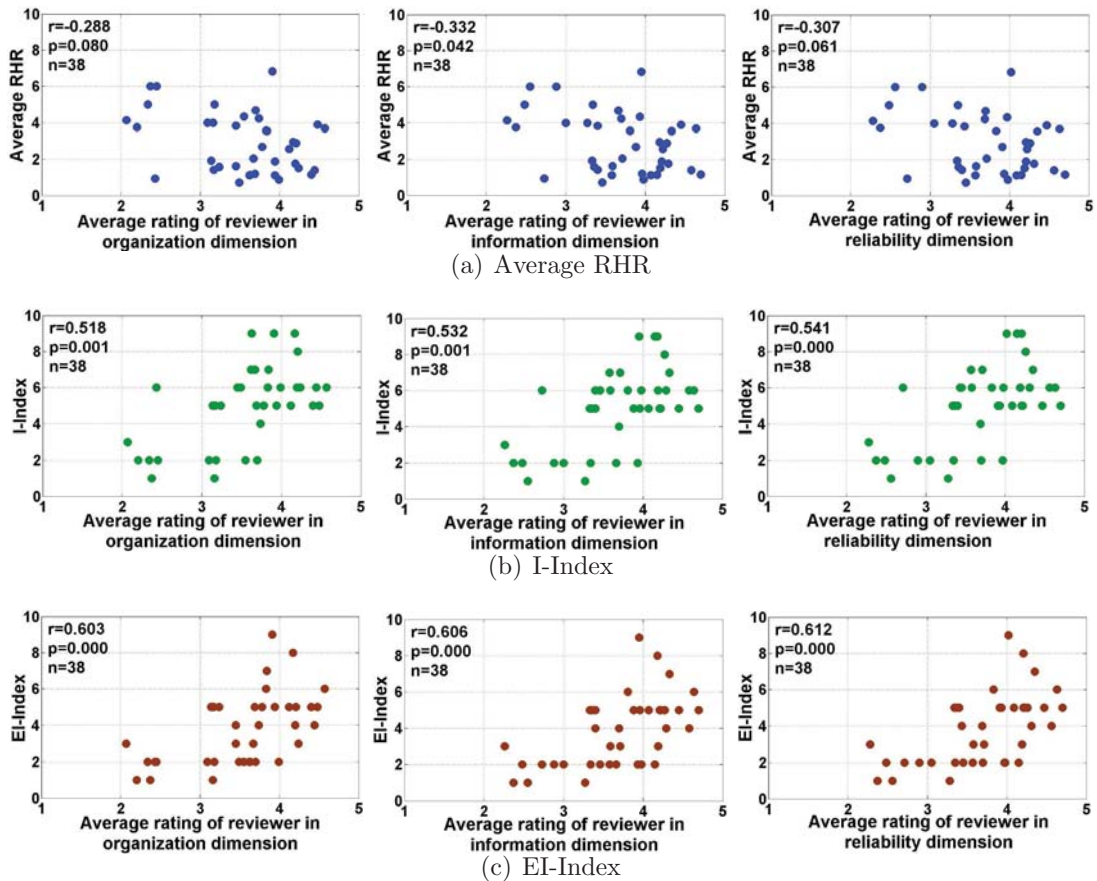 r=-0.288
p=0.080
n=38
Average RHR
10
8
6
4
2
0
1 2 3 4 5
Average rating of reviewer in
organization dimension
r=-0.332
p=0.042
n=38
Average RHR
10
8
6
4
2
0
1 2 3 4 5
Average rating of reviewer in
information dimension
r=-0.307
p=0.061
n=38
Average RHR
10
8
6
4
2
0
1 2 3 4 5
Average rating of reviewer in
reliability dimension
(a) Average RHR
r=0.518
p=0.001
n=38
I-Index
10
8
6
4
2
0
1 2 3 4 5
Average rating of reviewer in
organization dimension
r=0.532
p=0.001
n=38
I-Index
10
8
6
4
2
0
1 2 3 4 5
Average rating of reviewer in
information dimension
r=0.541
p=0.000
n=38
I-Index
10
8
6
4
2
0
1 2 3 4 5
Average rating of reviewer in
reliability dimension
(b) I-Index
r=0.603
p=0.000
n=38
EI-Index
10
8
6
4
2
0
1 2 3 4 5
Average rating of reviewer in
organization dimension
r=0.606
p=0.000
n=38
EI-Index
10
8
6
4
2
0
1 2 3 4 5
Average rating of reviewer in
information dimension
r=0.612
p=0.000
n=38
EI-Index
10
8
6
4
2
0
1 2 3 4 5
Average rating of reviewer in
reliability dimension
(c) EI-Index